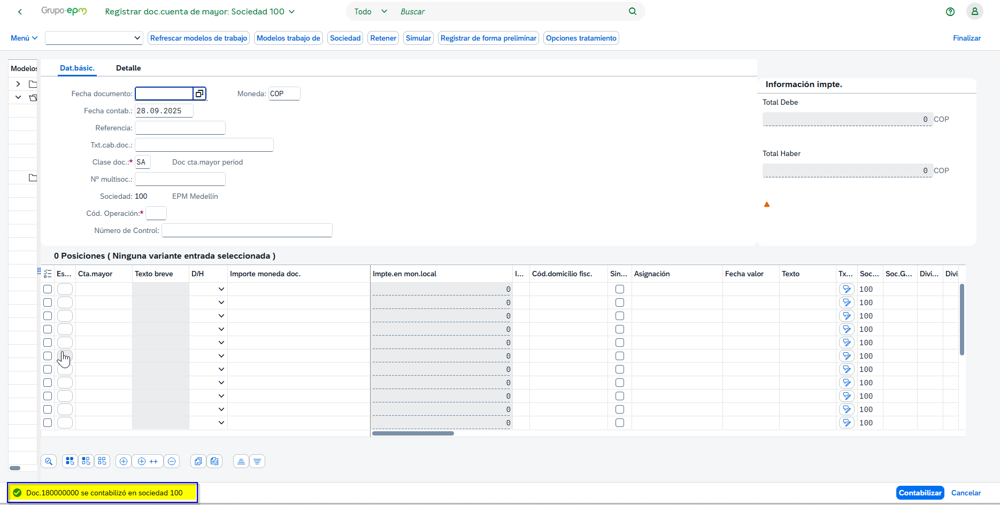 Grupo·epm
Registrar doc.cuenta de mayor: Sociedad 100
Todo
Buscar
Menú
Refrescar modelos de trabajo
Modelos trabajo de
Sociedad
Retener
Simular
Registrar de forma preliminar
Opciones tratamiento
Finalizar
Modelos
Dat.básic.
Detalle
Fecha documento:
Moneda: COP
Fecha contab.: 28.09.2025
Referencia:
Txt.cab.doc.:
Clase doc.:* SA Doc cta.mayor period
Nº multisoc.:
Sociedad: 100 EPM Medellín
Cód. Operación:*
Número de Control:
Información impte.
Total Debe
0 COP
Total Haber
0 COP
0 Posiciones ( Ninguna variante entrada seleccionada )
Es... Cta.mayor Texto breve D/H Importe moneda doc. Impte.en mon.local I... Cód.domicilio fisc. Sin... Asignación Fecha valor Texto Tx... Soc... Soc.G... Divi... Divi
0 100
0 100
0 100
0 100
0 100
0 100
0 100
0 100
0 100
0 100
0 100
++
Doc.180000000 se contabilizó en sociedad 100
Contabilizar
Cancelar